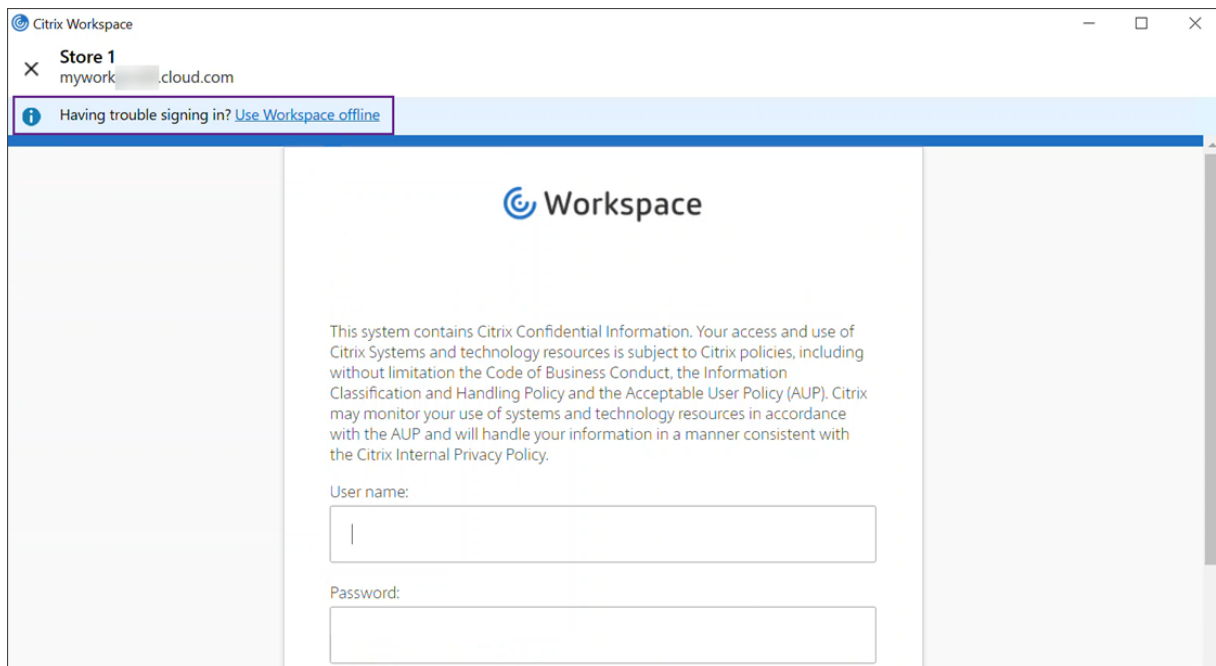 Citrix Workspace
Store 1
mywork .cloud.com
Having trouble signing in? Use Workspace offline
Workspace
This system contains Citrix Confidential Information. Your access and use of
Citrix Systems and technology resources is subject to Citrix policies, including
without limitation the Code of Business Conduct, the Information
Classification and Handling Policy and the Acceptable User Policy (AUP). Citrix
may monitor your use of systems and technology resources in accordance
with the AUP and will handle your information in a manner consistent with
the Citrix Internal Privacy Policy.
User name:
Password: